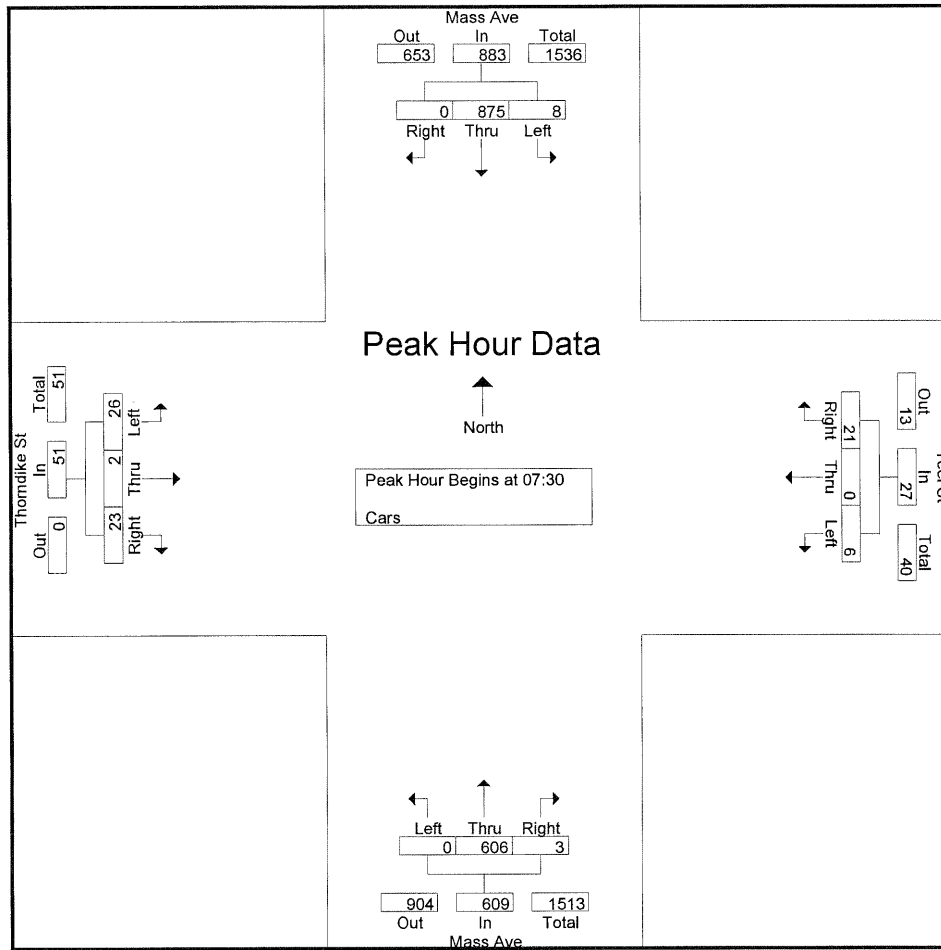 Mass Ave
Out In Total
653 883 1536
0 875 8
Right Thru Left
Peak Hour Data
North
Peak Hour Begins at 07:30
Cars
Thorndike St
Total In Out
51 51 0
26 2 23
Left Thru Right
Right Thru Left
21 0 6
13 27 40
Out In Total
Left Thru Right
0 606 3
904 609 1513
Out In Total
Mass Ave